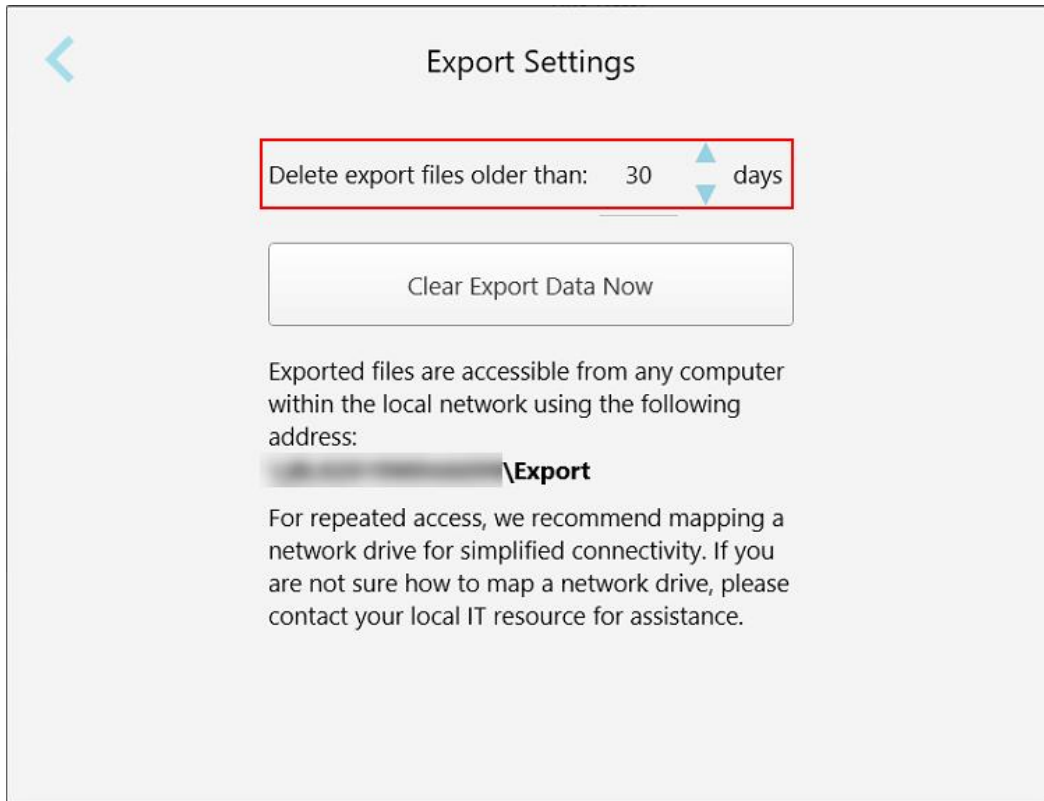 Export Settings
Delete export files older than: 30 days
Clear Export Data Now
Exported files are accessible from any computer
within the local network using the following
address:
\Export
For repeated access, we recommend mapping a
network drive for simplified connectivity. If you
are not sure how to map a network drive, please
contact your local IT resource for assistance.